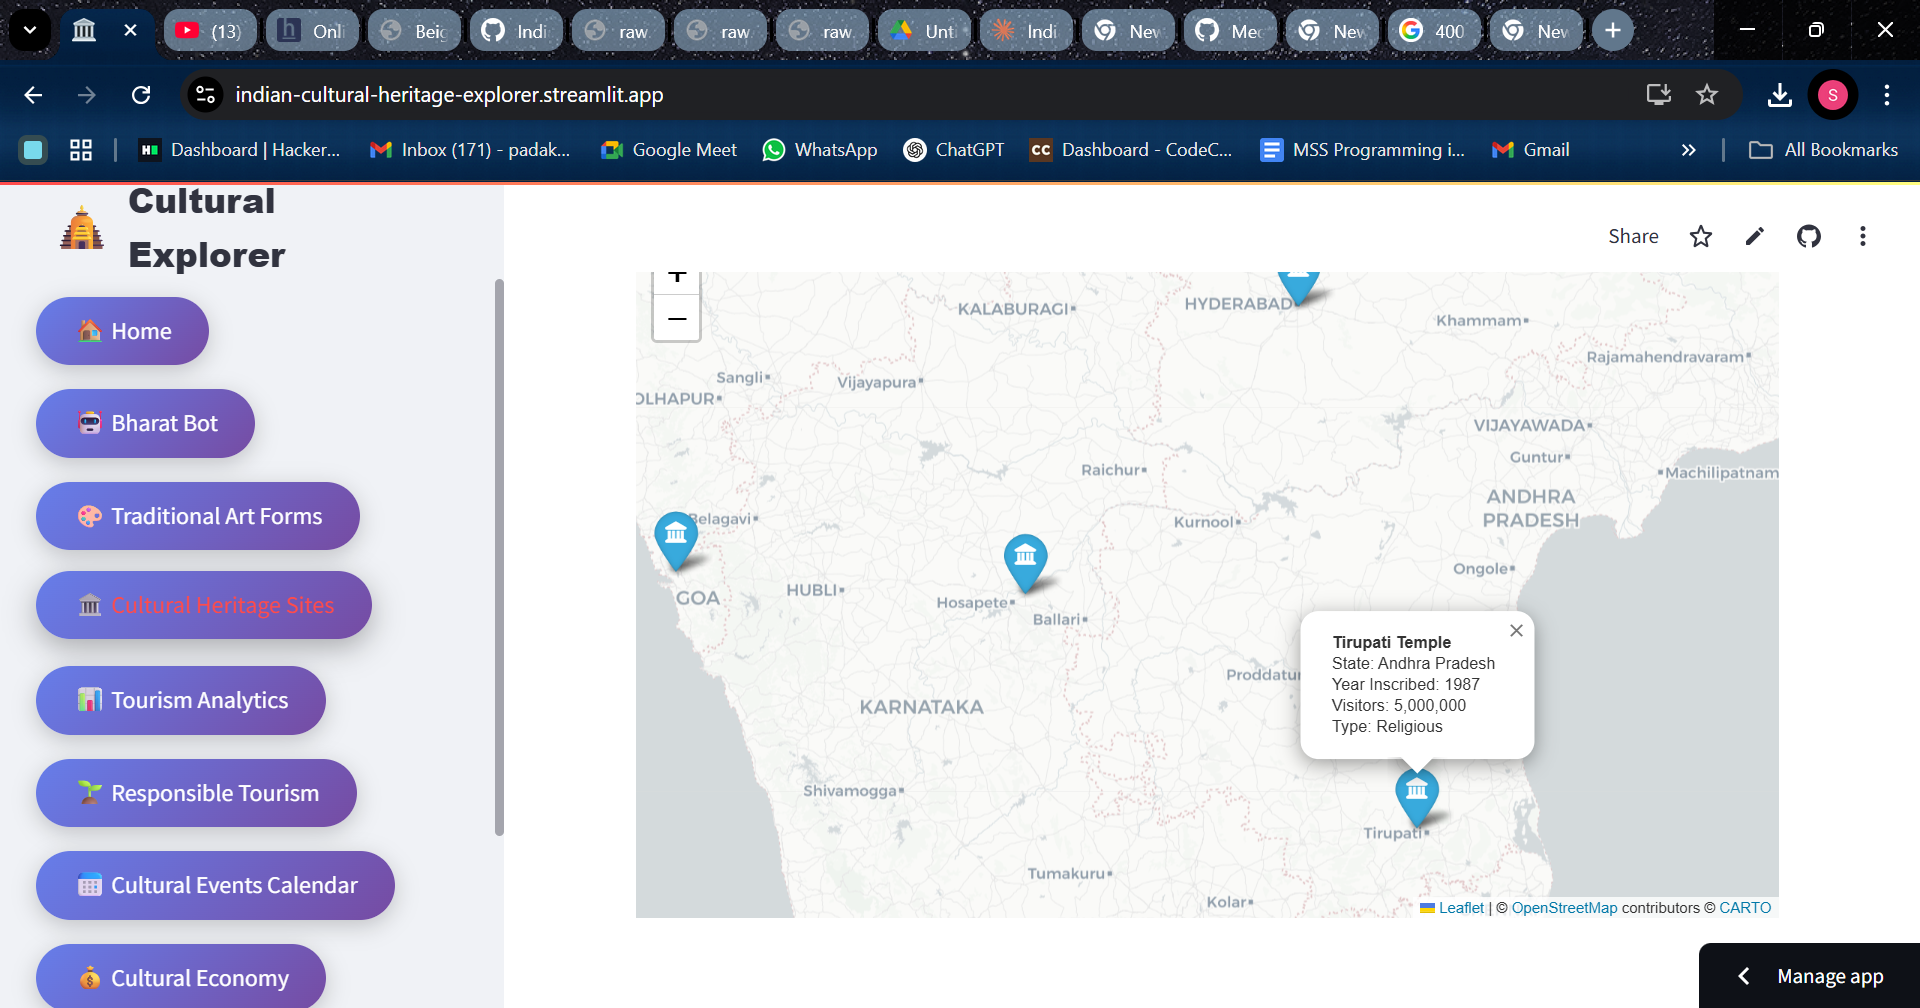 (13)
Onl
Beig
Indi
raw.
raw.
raw.
Unti
Indi
New
Med
New
400
New
indian-cultural-heritage-explorer.streamlit.app
S
Dashboard | Hacker...
Inbox (171) - padak...
Google Meet
WhatsApp
ChatGPT
CC Dashboard - CodeC...
MSS Programming i...
Gmail
»
All Bookmarks
Cultural
Explorer
Home
Bharat Bot
Traditional Art Forms
Cultural Heritage Sites
Tourism Analytics
Responsible Tourism
Cultural Events Calendar
Cultural Economy
Share
+
−
KALABURAGI
HYDERABAD
Khammam
Rajamahendravaram
Sangli
Vijayapura
OLHAPUR
VIJAYAWADA
Guntur
Machilipatnam
Raichur
ANDHRA
PRADESH
Belagavi
Kurnool
Ongole
HUBLI
GOA
Hosapete
Ballari
Proddatu
KARNATAKA
Tirupati Temple
State: Andhra Pradesh
Year Inscribed: 1987
Visitors: 5,000,000
Type: Religious
Shivamogga
Tirupati
Tumakuru
Kolar
Leaflet | © OpenStreetMap contributors © CARTO
Manage app